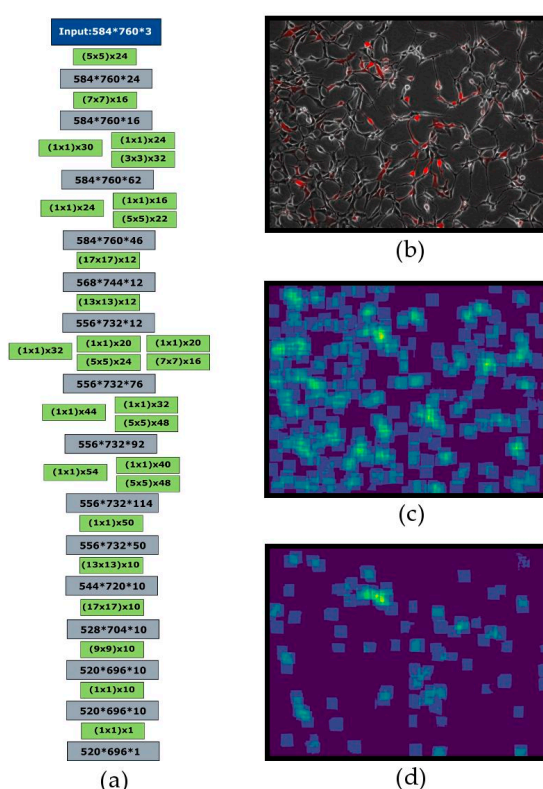 Input:584*760*3
(5x5)x24
584*760*24
(7x7)x16
584*760*16
(1x1)x30
(1x1)x24
(3x3)x32
584*760*62
(1x1)x24
(1x1)x16
(5x5)x22
584*760*46
(17x17)x12
568*744*12
(13x13)x12
556*732*12
(1x1)x32
(1x1)x20
(5x5)x24
(1x1)x20
(7x7)x16
556*732*76
(1x1)x44
(1x1)x32
(5x5)x48
556*732*92
(1x1)x54
(1x1)x40
(5x5)x48
556*732*114
(1x1)x50
556*732*50
(13x13)x10
544*720*10
(17x17)x10
528*704*10
(9x9)x10
520*696*10
(1x1)x10
520*696*10
(1x1)x1
520*696*1
(a)
(b)
(c)
(d)